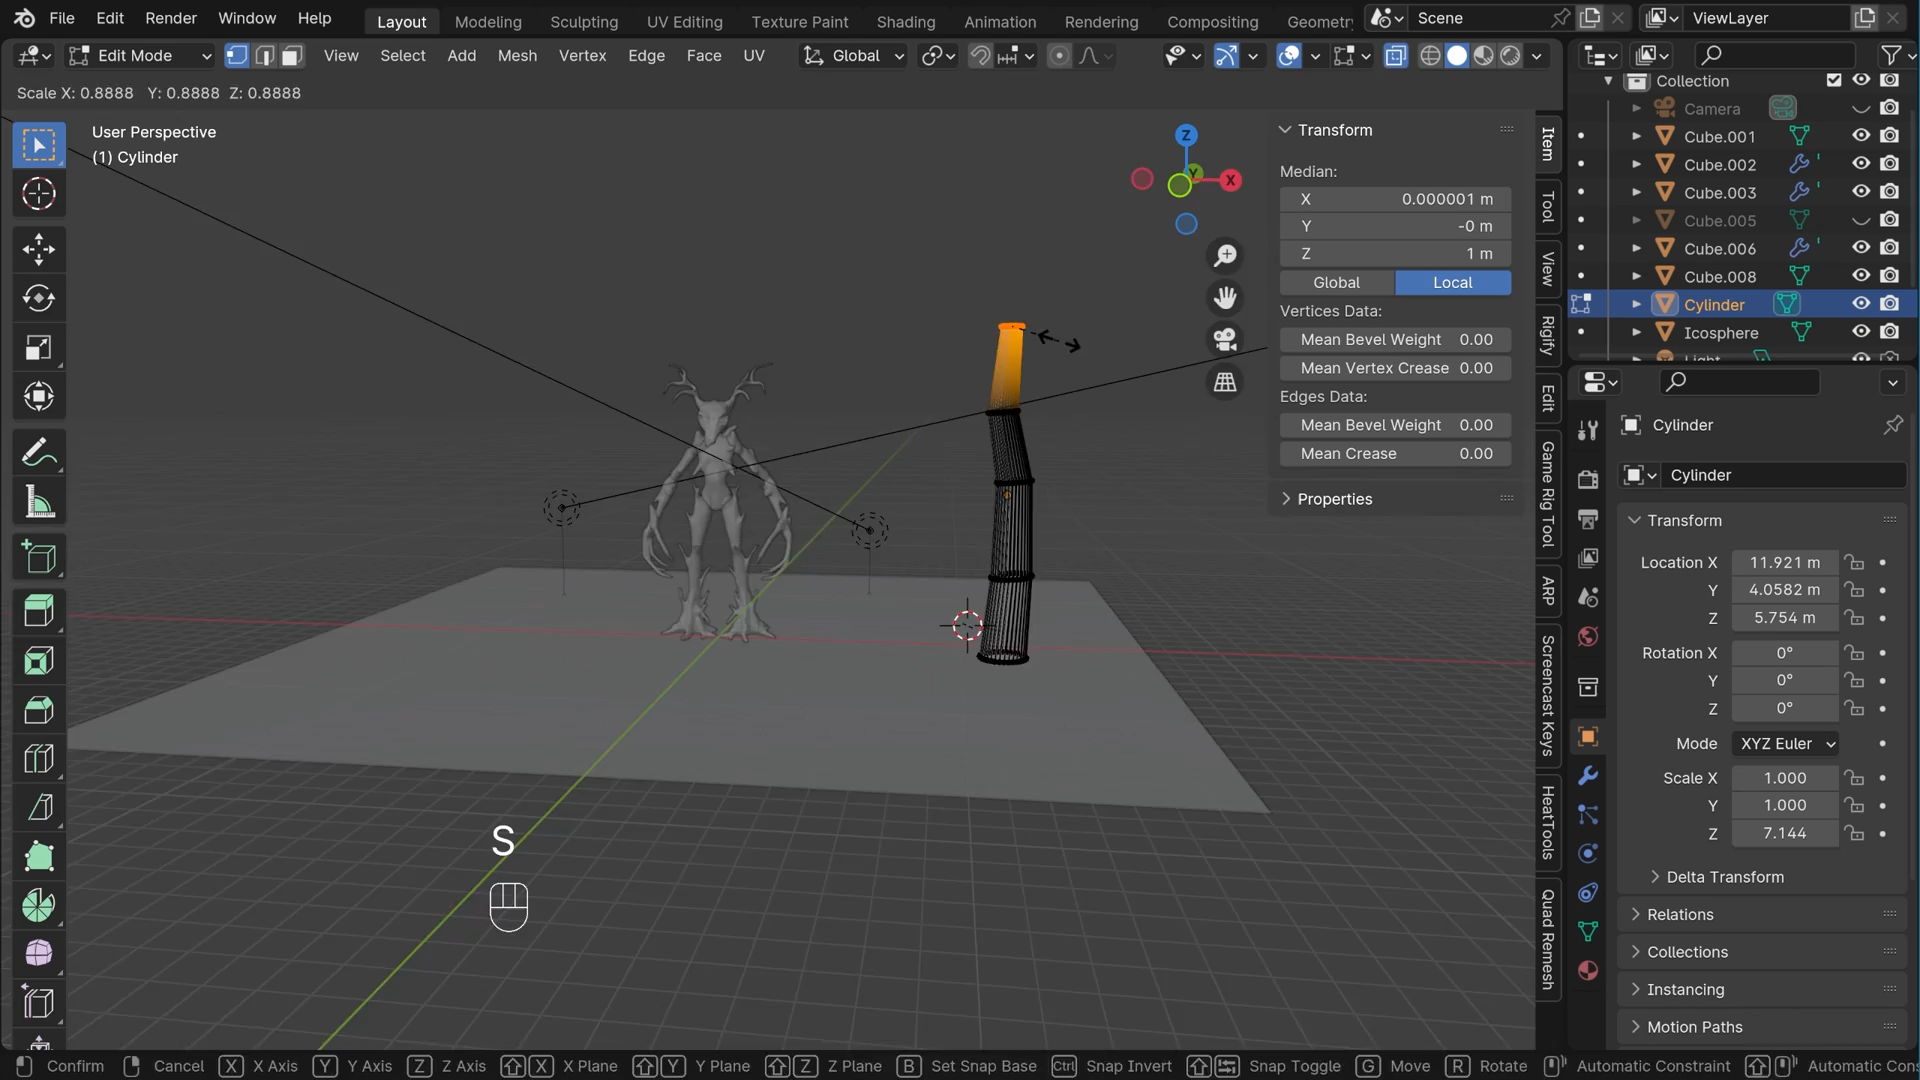 File Edit Render Window Help Layout Modeling Sculpting UV Editing Texture Paint Shading Animation Rendering Compositing Geometry Scene ViewLayer
Edit Mode View Select Add Mesh Vertex Edge Face UV Global
Scale X: 0.8888 Y: 0.8888 Z: 0.8888
User Perspective
(1) Cylinder
Z
Y
X
Transform
Median:
X 0.000001 m
Y -0 m
Z 1 m
Global Local
Vertices Data:
Mean Bevel Weight 0.00
Mean Vertex Crease 0.00
Edges Data:
Mean Bevel Weight 0.00
Mean Crease 0.00
Properties
Item
Tool
View
Rigify
Edit
Game Rig Tool
ARP
Screencast Keys
HeatTools
Quad Remesh
Collection
Camera
Cube.001
Cube.002
Cube.003
Cube.005
Cube.006
Cube.008
Cylinder
Icosphere
Light
Cylinder
Cylinder
Transform
Location X 11.921 m
Y 4.0582 m
Z 5.754 m
Rotation X 0°
Y 0°
Z 0°
Mode XYZ Euler
Scale X 1.000
Y 1.000
Z 7.144
Delta Transform
Relations
Collections
Instancing
Motion Paths
S
Confirm Cancel X X Axis Y Y Axis Z Z Axis X X Plane Y Y Plane Z Z Plane B Set Snap Base Ctrl Snap Invert Snap Toggle G Move R Rotate Automatic Constraint Automatic Cons